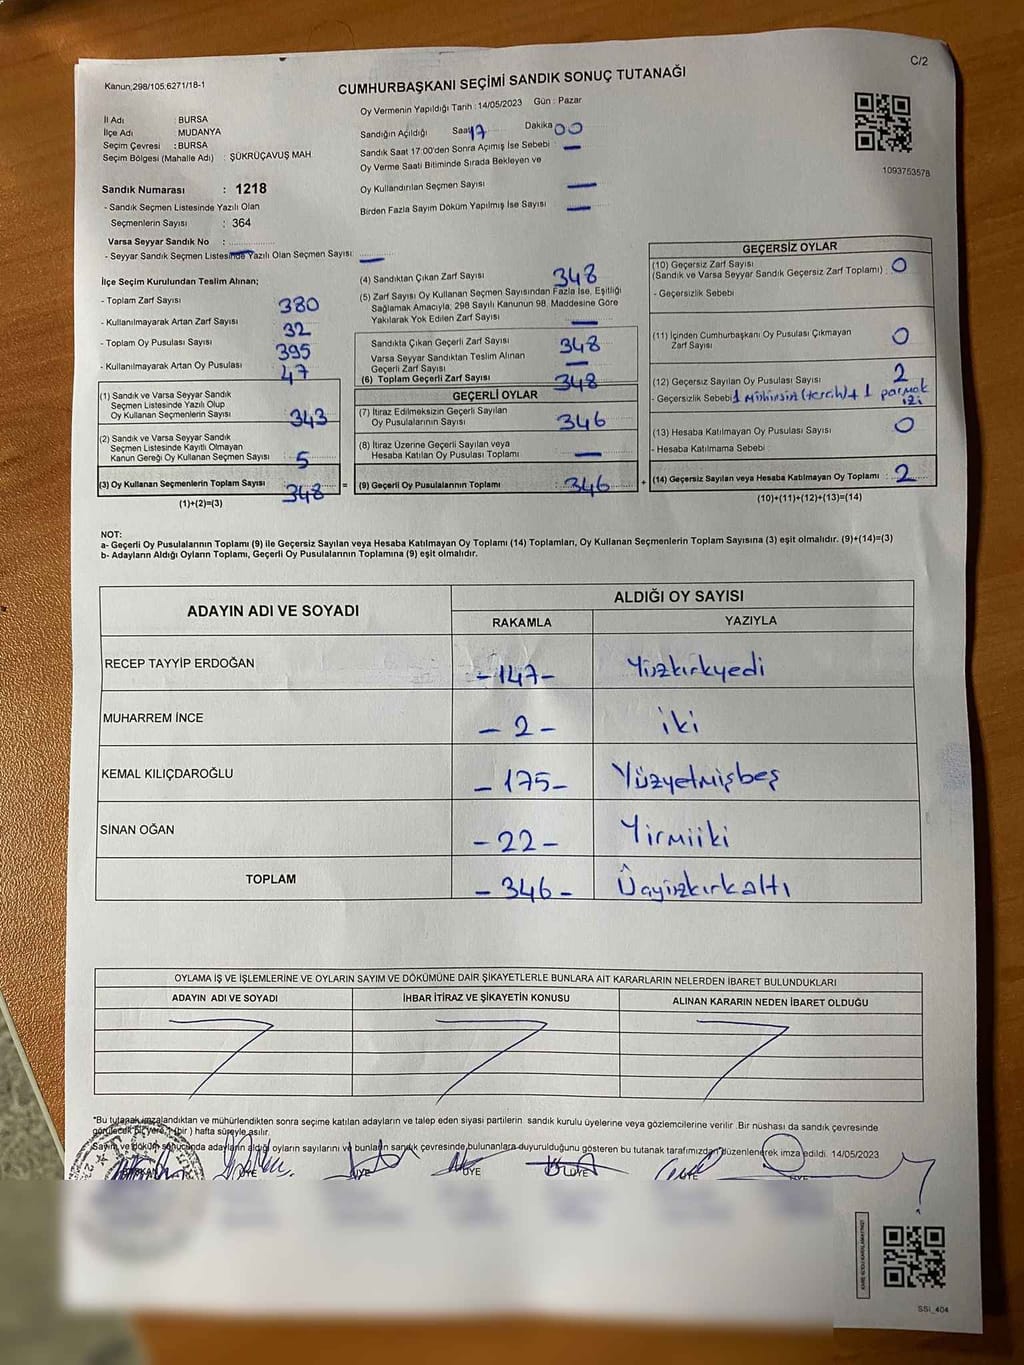 C/2
Kanun,298/105.6271/18-1
CUMHURBAŞKANI SEÇİMİ SANDIK SONUÇ TUTANAĞI
Oy Vermenin Yapıldığı Tarih : 14/05/2023 Gün : Pazar
İl Adı : BURSA
İlçe Adı : MUDANYA
Seçim Çevresi : BURSA
Seçim Bölgesi (Mahalle Adı) : ŞÜKRÜÇAVUŞ MAH
Sandığın Açıldığı Saat 17 Dakika 00
Sandık Saat 17:00'den Sonra Açımış İse Sebebi : —
Oy Verme Saati Bitiminde Sırada Bekleyen ve
Oy Kullandırılan Seçmen Sayısı —
Birden Fazla Sayım Döküm Yapılmış İse Sayısı —
1093753578
Sandık Numarası : 1218
- Sandık Seçmen Listesinde Yazılı Olan
Seçmenlerin Sayısı : 364
Varsa Seyyar Sandık No : —
- Seyyar Sandık Seçmen Listesinde Yazılı Olan Seçmen Sayısı: —
İlçe Seçim Kurulundan Teslim Alınan;
- Toplam Zarf Sayısı 380
- Kullanılmayarak Artan Zarf Sayısı 32
- Toplam Oy Pusulası Sayısı 395
- Kullanılmayarak Artan Oy Pusulası 47
(1) Sandık ve Varsa Seyyar Sandık
Seçmen Listesinde Yazılı Olup
Oy Kullanan Seçmenlerin Sayısı : 343
(2) Sandık ve Varsa Seyyar Sandık
Seçmen Listesinde Kayıtlı Olmayan
Kanun Gereği Oy Kullanan Seçmen Sayısı : 5
(3) Oy Kullanan Seçmenlerin Toplam Sayısı : 348
(1)+(2)=(3)
(4) Sandıktan Çıkan Zarf Sayısı 348
(5) Zarf Sayısı Oy Kullanan Seçmen Sayısından Fazla İse, Eşitliği
Sağlamak Amacıyla, 298 Sayılı Kanunun 98. Maddesine Göre
Yakılarak Yok Edilen Zarf Sayısı —
Sandıkta Çıkan Geçerli Zarf Sayısı 348
Varsa Seyyar Sandıktan Teslim Alınan
Geçerli Zarf Sayısı —
(6) Toplam Geçerli Zarf Sayısı 348
GEÇERLİ OYLAR
(7) İtiraz Edilmeksizin Geçerli Sayılan
Oy Pusulalarının Sayısı : 346
(8) İtiraz Üzerine Geçerli Sayılan veya
Hesaba Katılan Oy Pusulası Toplamı : —
= (9) Geçerli Oy Pusulalarının Toplamı : 346 +
GEÇERSİZ OYLAR
(10) Geçersiz Zarf Sayısı
(Sandık ve Varsa Seyyar Sandık Geçersiz Zarf Toplamı) : 0
- Geçersizlik Sebebi
(11) İçinden Cumhurbaşkanı Oy Pusulası Çıkmayan
Zarf Sayısı 0
(12) Geçersiz Sayılan Oy Pusulası Sayısı 2
- Geçersizlik Sebebi 1 Mühürsüz (tercih) + 1 parmak
izi
(13) Hesaba Katılmayan Oy Pusulası Sayısı 0
- Hesaba Katılmama Sebebi
(14) Geçersiz Sayılan veya Hesaba Katılmayan Oy Toplamı : 2
(10)+(11)+(12)+(13)=(14)
NOT:
a- Geçerli Oy Pusulalarının Toplamı (9) ile Geçersiz Sayılan veya Hesaba Katılmayan Oy Toplamı (14) Toplamları, Oy Kullanan Seçmenlerin Toplam Sayısına (3) eşit olmalıdır. (9)+(14)=(3)
b- Adayların Aldığı Oyların Toplamı, Geçerli Oy Pusulalarının Toplamına (9) eşit olmalıdır.
ADAYIN ADI VE SOYADI ALDIĞI OY SAYISI
RAKAMLA YAZIYLA
RECEP TAYYİP ERDOĞAN -147- Yüzkırkyedi
MUHARREM İNCE - 2 - iki
KEMAL KILIÇDAROĞLU - 175- Yüzyetmişbeş
SİNAN OĞAN - 22 - Yirmiiki
TOPLAM - 346 - Üçyüzkırkaltı
OYLAMA İŞ VE İŞLEMLERİNE VE OYLARIN SAYIM VE DÖKÜMÜNE DAİR ŞİKAYETLERLE BUNLARA AİT KARARLARIN NELERDEN İBARET BULUNDUKLARI
ADAYIN ADI VE SOYADI İHBAR İTİRAZ VE ŞİKAYETİN KONUSU ALINAN KARARIN NEDEN İBARET OLDUĞU
*Bu tutanak imzalandıktan ve mühürlendikten sonra seçime katılan adayların ve talep eden siyasi partilerin sandık kurulu üyelerine veya gözlemcilerine verilir .Bir nüshası da sandık çevresinde
görülecek bir yere 1 (bir ) hafta süreyle asılır.
Sayım ve döküm sonucunda adayların aldığı oyların sayılarını ve bunların sandık çevresinde bulunanlara duyurulduğunu gösteren bu tutanak tarafımızdan düzenlenerek imza edildi. 14/05/2023
ÜYE ÜYE ÜYE
SSİ_404